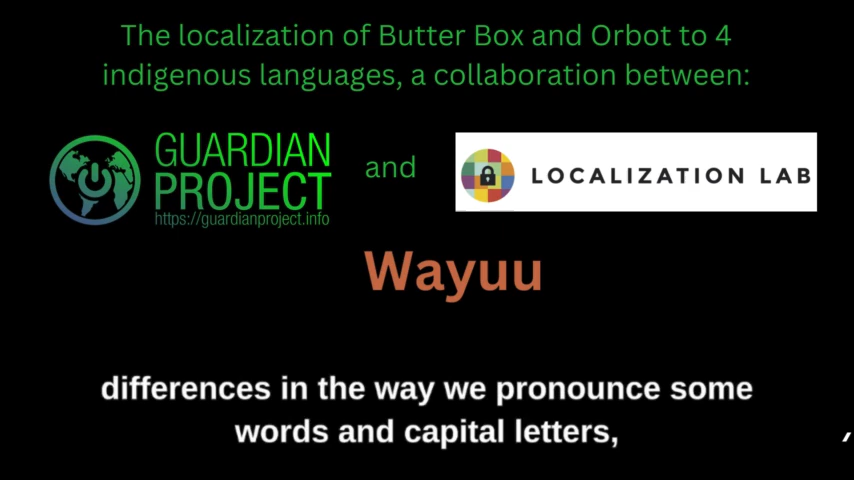 The localization of Butter Box and Orbot to 4
indigenous languages, a collaboration between:
GUARDIAN
PROJECT
https://guardianproject.info
and
LOCALIZATION LAB
Wayuu
differences in the way we pronounce some
words and capital letters,
,